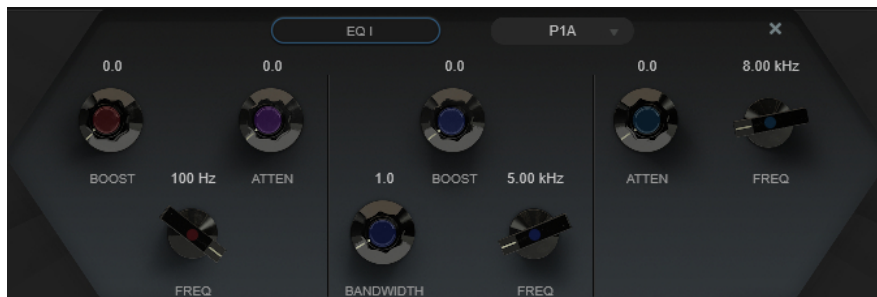 EQ I P1A
0.0 0.0 0.0 0.0 8.00 kHz
BOOST 100 Hz ATTEN 1.0 BOOST 5.00 kHz ATTEN FREQ
FREQ BANDWIDTH FREQ